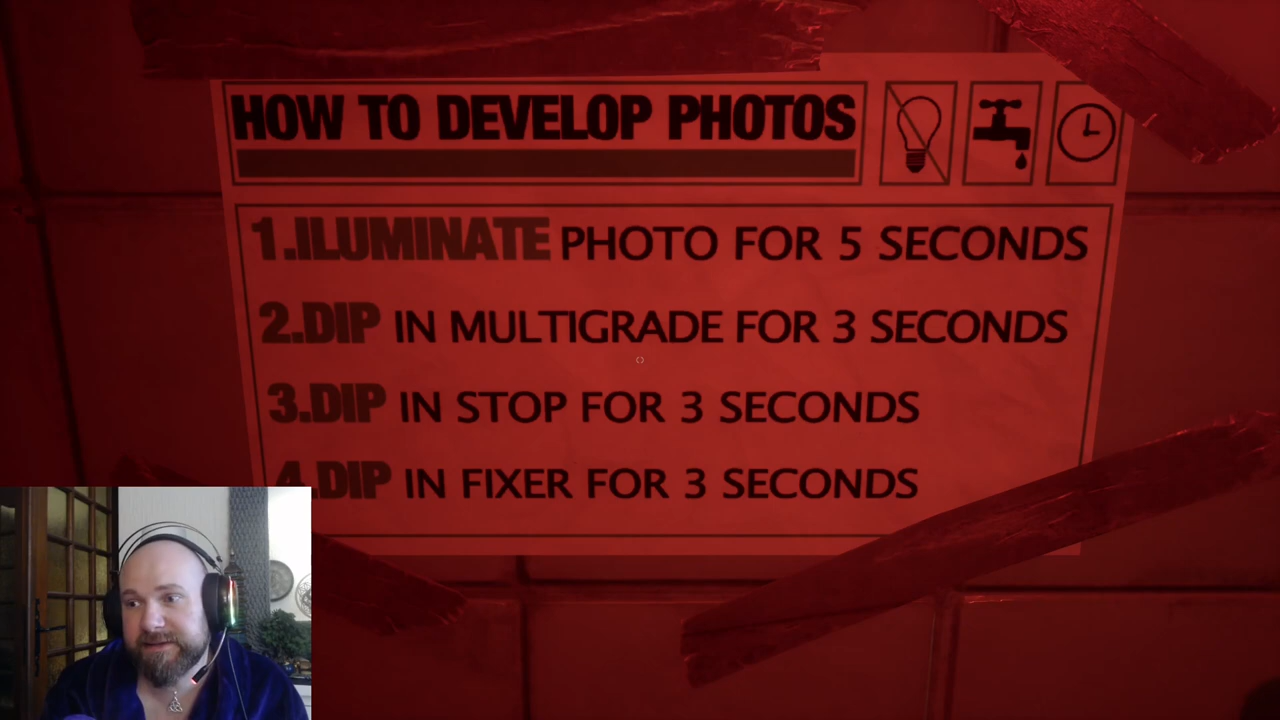 HOW TO DEVELOP PHOTOS
1.ILUMINATE PHOTO FOR 5 SECONDS
2.DIP IN MULTIGRADE FOR 3 SECONDS
3.DIP IN STOP FOR 3 SECONDS
4.DIP IN FIXER FOR 3 SECONDS